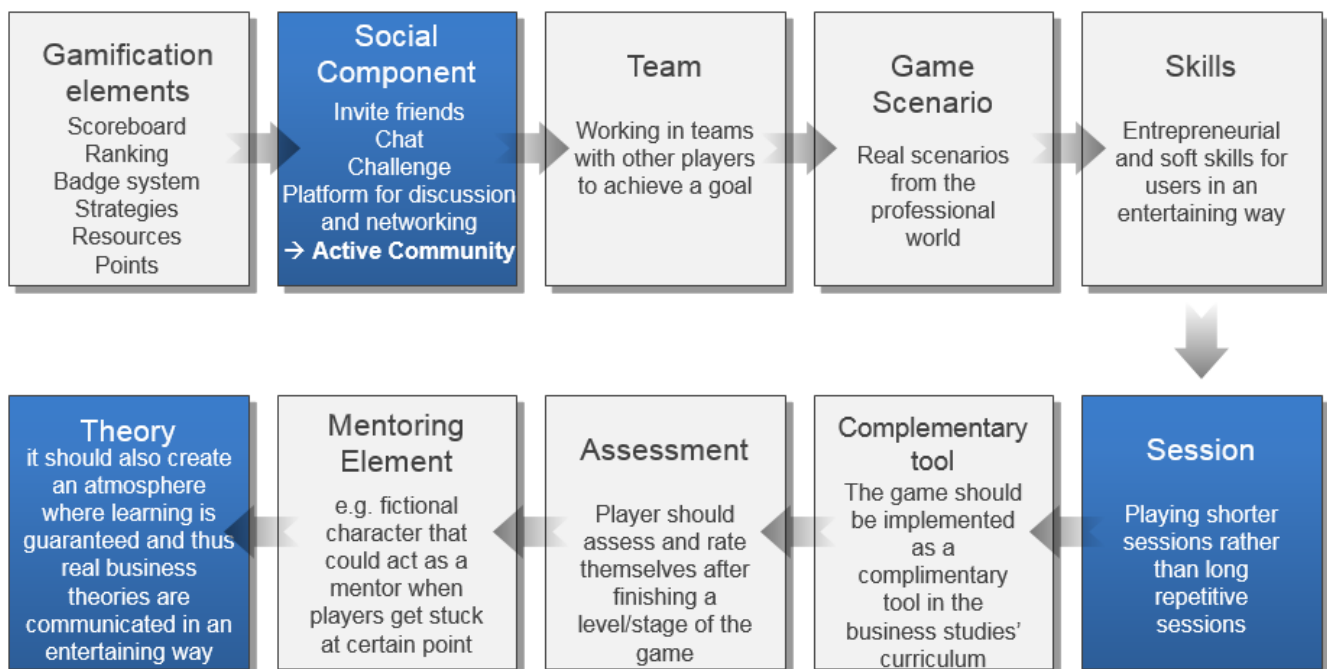 Gamification
elements
Scoreboard
Ranking
Badge system
Strategies
Resources
Points
Social
Component
Invite friends
Chat
Challenge
Platform for discussion
and networking
→ Active Community
Team
Working in teams
with other players
to achieve a goal
Game
Scenario
Real scenarios
from the
professional
world
Skills
Entrepreneurial
and soft skills for
users in an
entertaining way
Session
Playing shorter
sessions rather
than long
repetitive
sessions
Complementary
tool
The game should
be implemented
as a
complimentary
tool in the
business studies’
curriculum
Assessment
Player should
assess and rate
themselves after
finishing a
level/stage of the
game
Mentoring
Element
e.g. fictional
character that
could act as a
mentor when
players get stuck
at certain point
Theory
it should also create
an atmosphere
where learning is
guaranteed and thus
real business
theories are
communicated in an
entertaining way